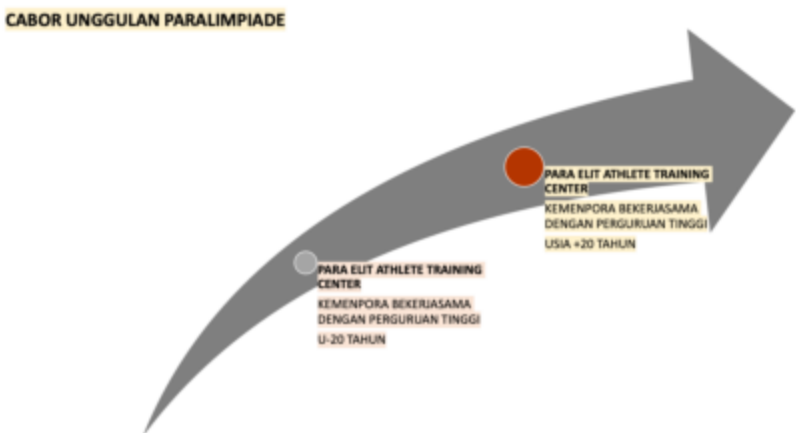 CABOR UNGGULAN PARALIMPIADE
PARA ELIT ATHLETE TRAINING
CENTER
KEMENPORA BEKERJASAMA
DENGAN PERGURUAN TINGGI
USIA +20 TAHUN
PARA ELIT ATHLETE TRAINING
CENTER
KEMENPORA BEKERJASAMA
DENGAN PERGURUAN TINGGI
U-20 TAHUN